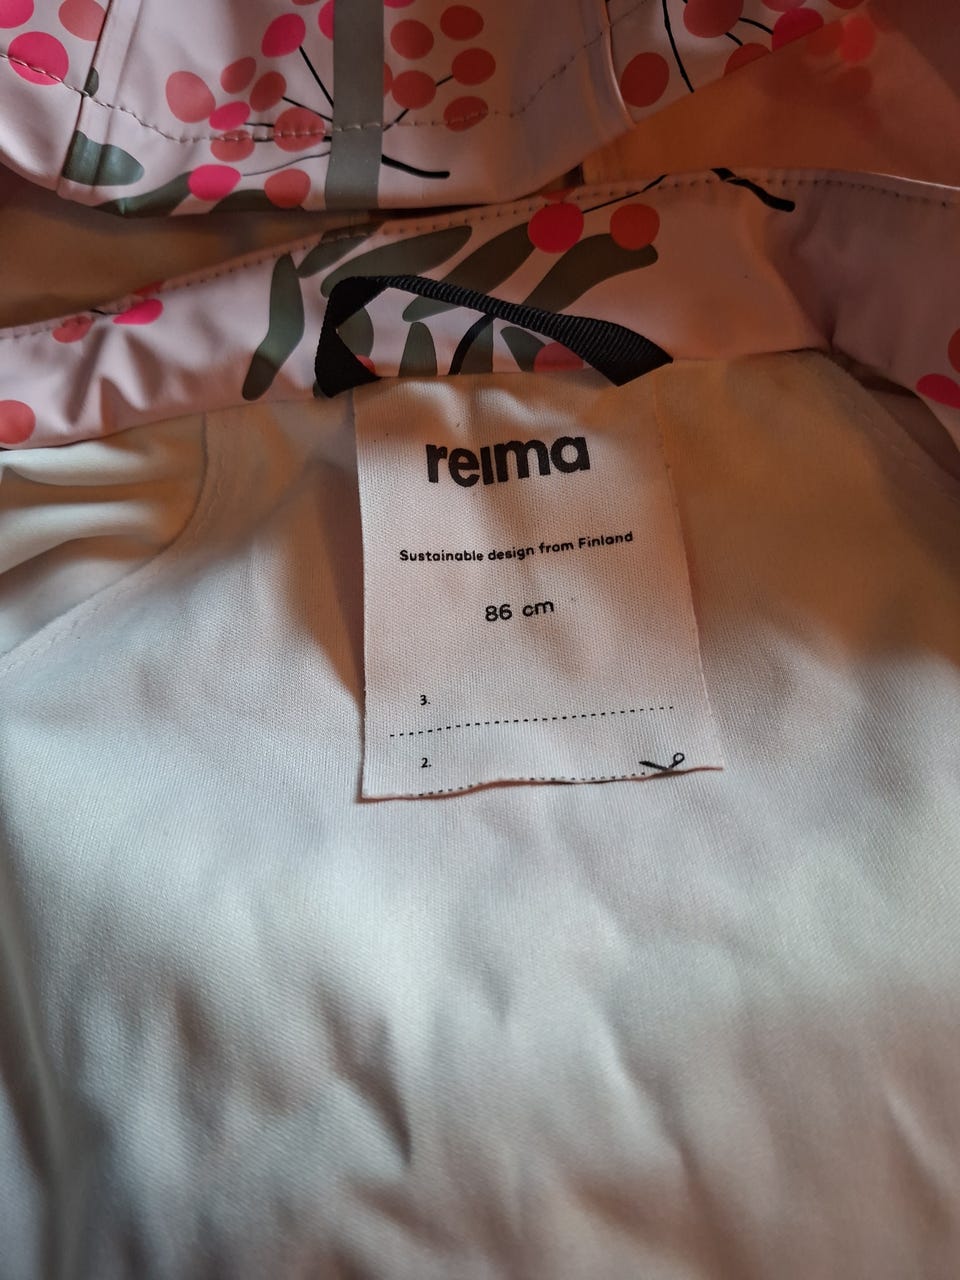 reima
Sustainable design from Finland
86 cm
3.
2.